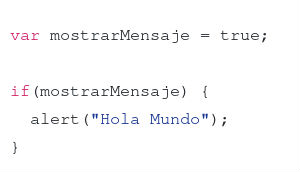 var mostrarMensaje = true;

if(mostrarMensaje) {
  alert("Hola Mundo");
}